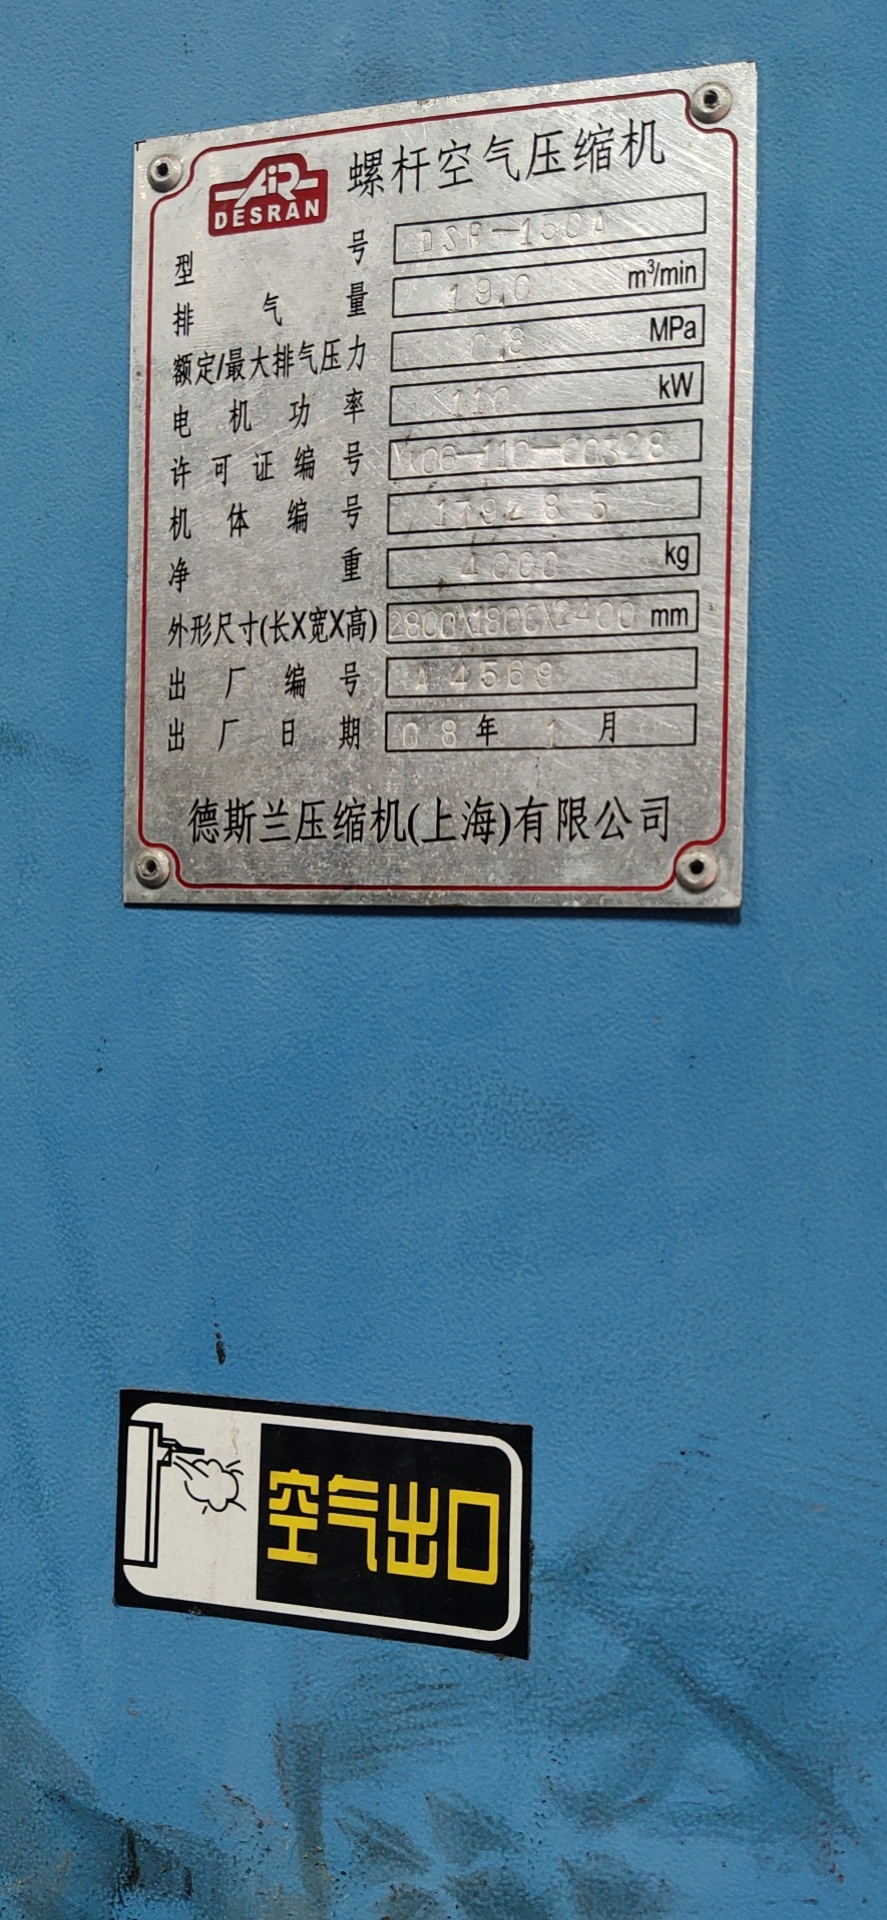 AiR
DESRAN
螺杆空气压缩机
型号 DSR-150A
排气量 19.0 m³/min
额定/最大排气压力 0.8 MPa
电机功率 110 kW
许可证编号 XK06-110-00328
机体编号
净重 4000 kg
外形尺寸(长X宽X高) 2800X1800X2400 mm
出厂编号 A4569
出厂日期 08年 1月
德斯兰压缩机(上海)有限公司
空气出口